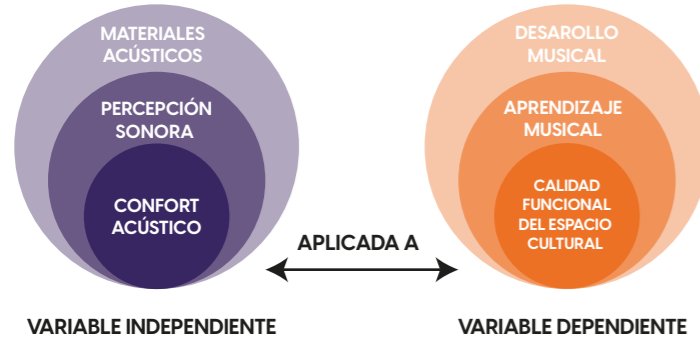 MATERIALES
ACÚSTICOS
PERCEPCIÓN
SONORA
CONFORT
ACÚSTICO
APLICADA A
DESAROLLO
MUSICAL
APRENDIZAJE
MUSICAL
CALIDAD
FUNCIONAL
DEL ESPACIO
CULTURAL
VARIABLE INDEPENDIENTE
VARIABLE DEPENDIENTE